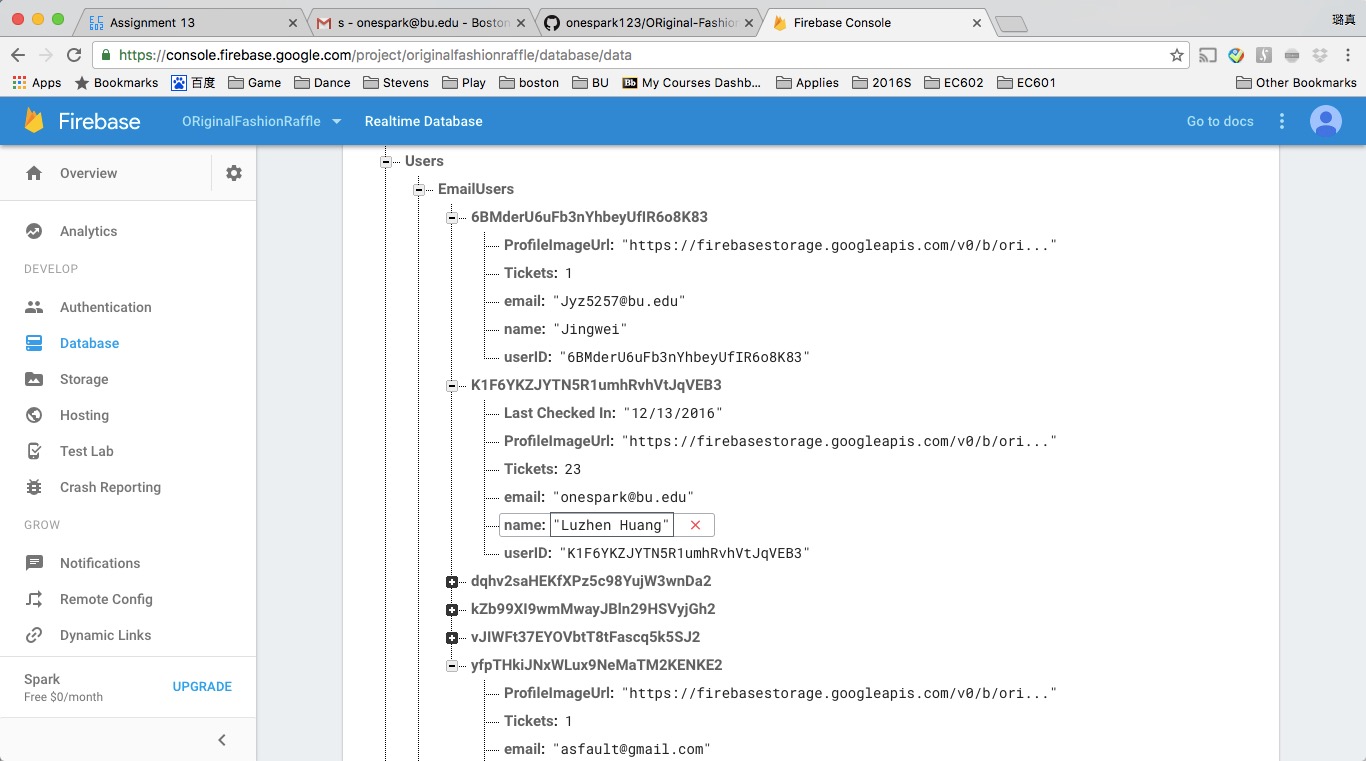 Assignment 13
s - onespark@bu.edu - Boston
onespark123/ORiginal-Fashion
Firebase Console
璐真
https://console.firebase.google.com/project/originalfashionraffle/database/data
Apps Bookmarks 百度 Game Dance Stevens Play boston BU Bb My Courses Dashb... Applies 2016S EC602 EC601 Other Bookmarks
Firebase ORiginalFashionRaffle Realtime Database Go to docs
Overview
Analytics
DEVELOP
Authentication
Database
Storage
Hosting
Test Lab
Crash Reporting
GROW
Notifications
Remote Config
Dynamic Links
Spark
Free $0/month
UPGRADE
Users
EmailUsers
6BMderU6uFb3nYhbeyUfIR6o8K83
ProfileImageUrl: "https://firebasestorage.googleapis.com/v0/b/ori..."
Tickets: 1
email: "Jyz5257@bu.edu"
name: "Jingwei"
userID: "6BMderU6uFb3nYhbeyUfIR6o8K83"
K1F6YKZJYTN5R1umhRvhVtJqVEB3
Last Checked In: "12/13/2016"
ProfileImageUrl: "https://firebasestorage.googleapis.com/v0/b/ori..."
Tickets: 23
email: "onespark@bu.edu"
name: "Luzhen Huang"
userID: "K1F6YKZJYTN5R1umhRvhVtJqVEB3"
dqhv2saHEKfXPz5c98YujW3wnDa2
kZb99XI9wmMwayJBln29HSVyjGh2
vJIWFt37EYOVbtT8tFascq5k5SJ2
yfpTHkiJNxWLux9NeMaTM2KENKE2
ProfileImageUrl: "https://firebasestorage.googleapis.com/v0/b/ori..."
Tickets: 1
email: "asfault@gmail.com"